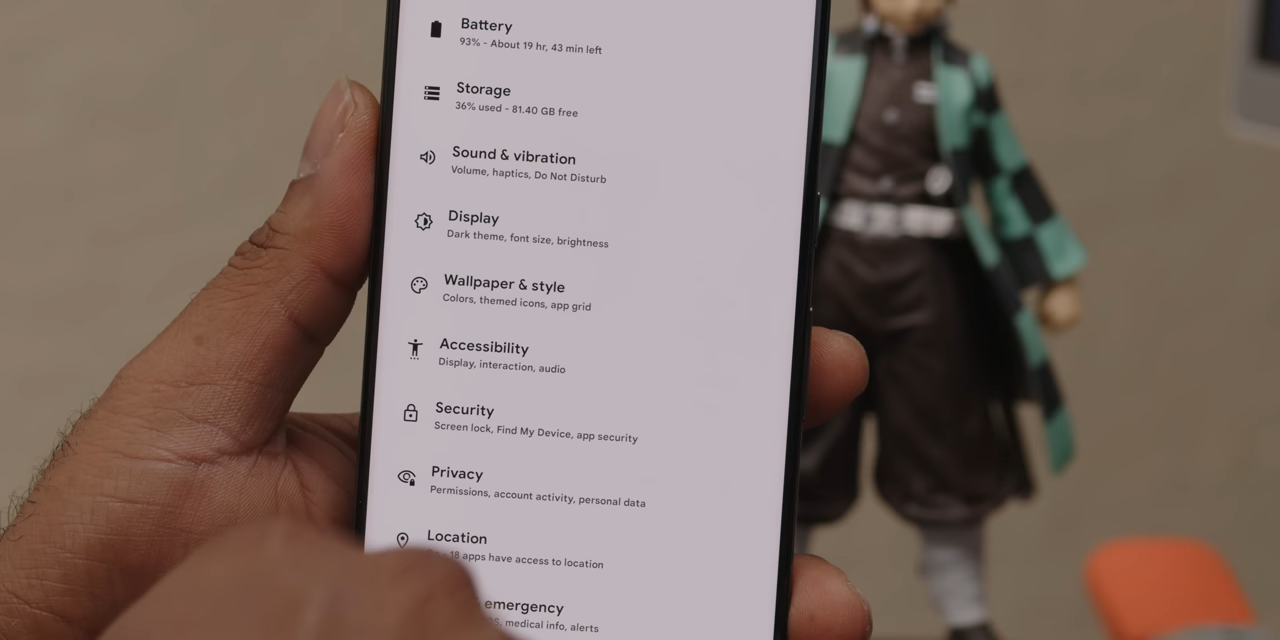 Battery
93% - About 19 hr, 43 min left
Storage
36% used - 81.40 GB free
Sound & vibration
Volume, haptics, Do Not Disturb
Display
Dark theme, font size, brightness
Wallpaper & style
Colors, themed icons, app grid
Accessibility
Display, interaction, audio
Security
Screen lock, Find My Device, app security
Privacy
Permissions, account activity, personal data
Location
18 apps have access to location
emergency
medical info, alerts